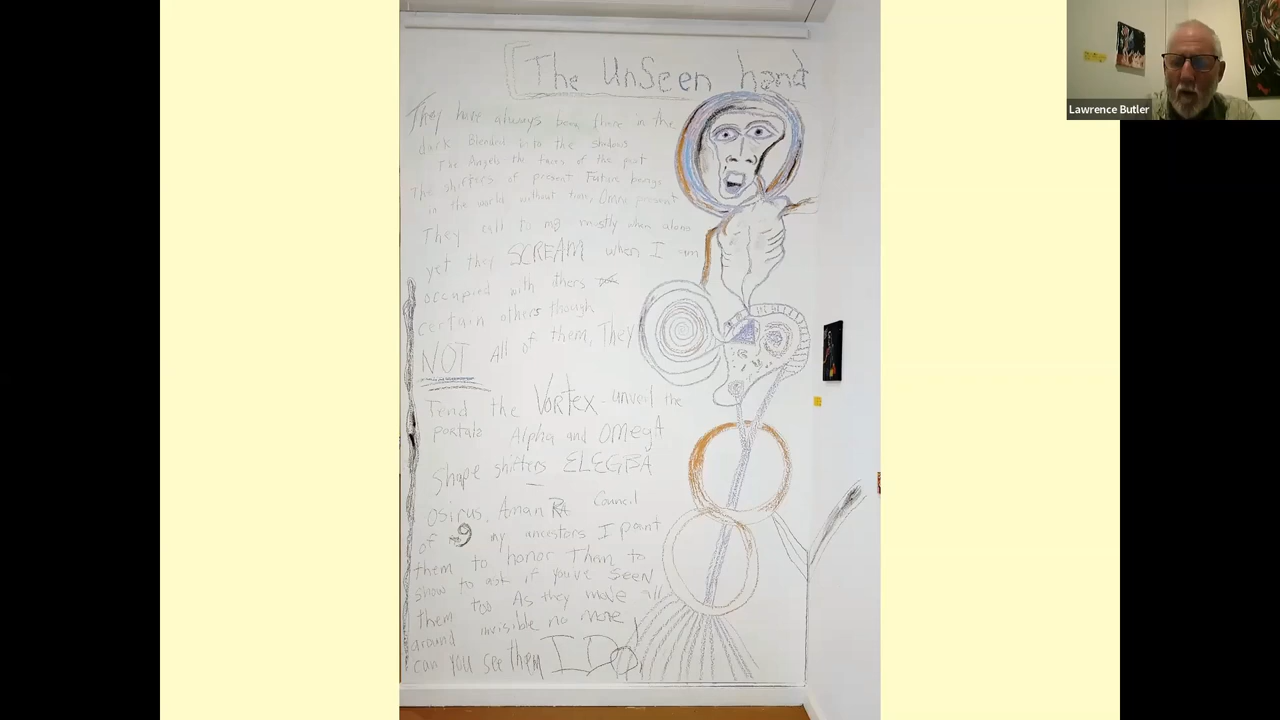 The UnSeen hand
They have always been there in the
dark Blended into the shadows
The Angels the faces of the past
The shifters of present Future beings
in the world without time, Omni present
They call to me mostly when alone
yet they SCREAM when I am
occupied with others
certain others though
NOT All of them, They
Tend the Vortex unveil the
portals Alpha and OMegA
shape shifters ELEGBA
osirus, Aman RA Council
of 9 my ancestors I paint
them to honor Them to
show to ask if you've SEEN
them too As they move all
around invisible no more
can you see them I Do!
Lawrence Butler